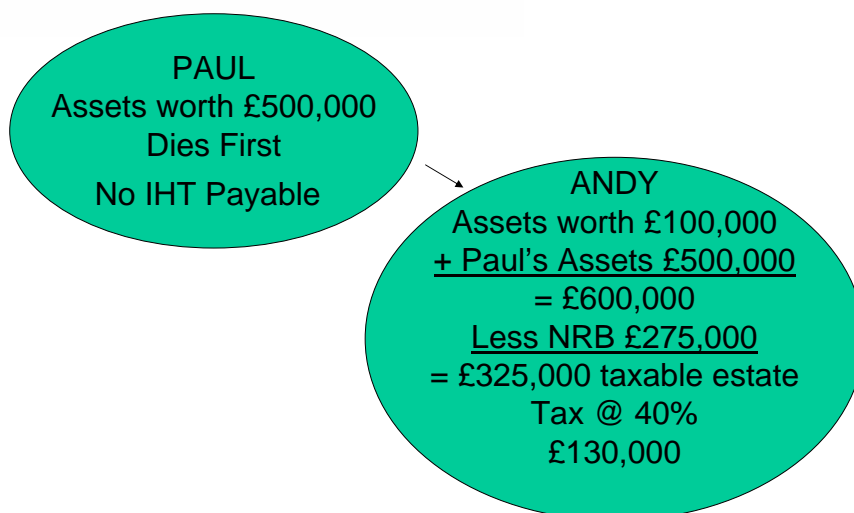 PAUL
Assets worth £500,000
Dies First
No IHT Payable
ANDY
Assets worth £100,000
+ Paul’s Assets £500,000
= £600,000
Less NRB £275,000
= £325,000 taxable estate
Tax @ 40%
£130,000